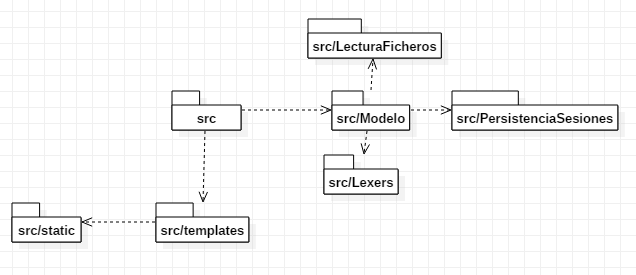 src/LecturaFicheros
src
src/Modelo
src/PersistenciaSesiones
src/Lexers
src/static
src/templates